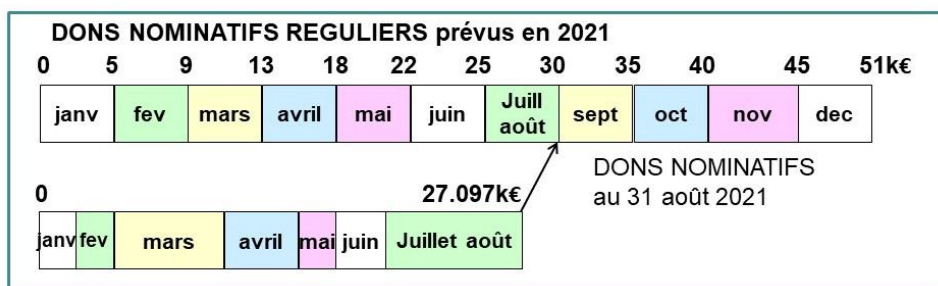 DONS NOMINATIFS REGULIERS prévus en 2021
0 5 9 13 18 22 25 30 35 40 45 51k€
janv fev mars avril mai juin Juill août sept oct nov dec
DONS NOMINATIFS
au 31 août 2021
0 27.097k€
janv fev mars avril mai juin Juillet août